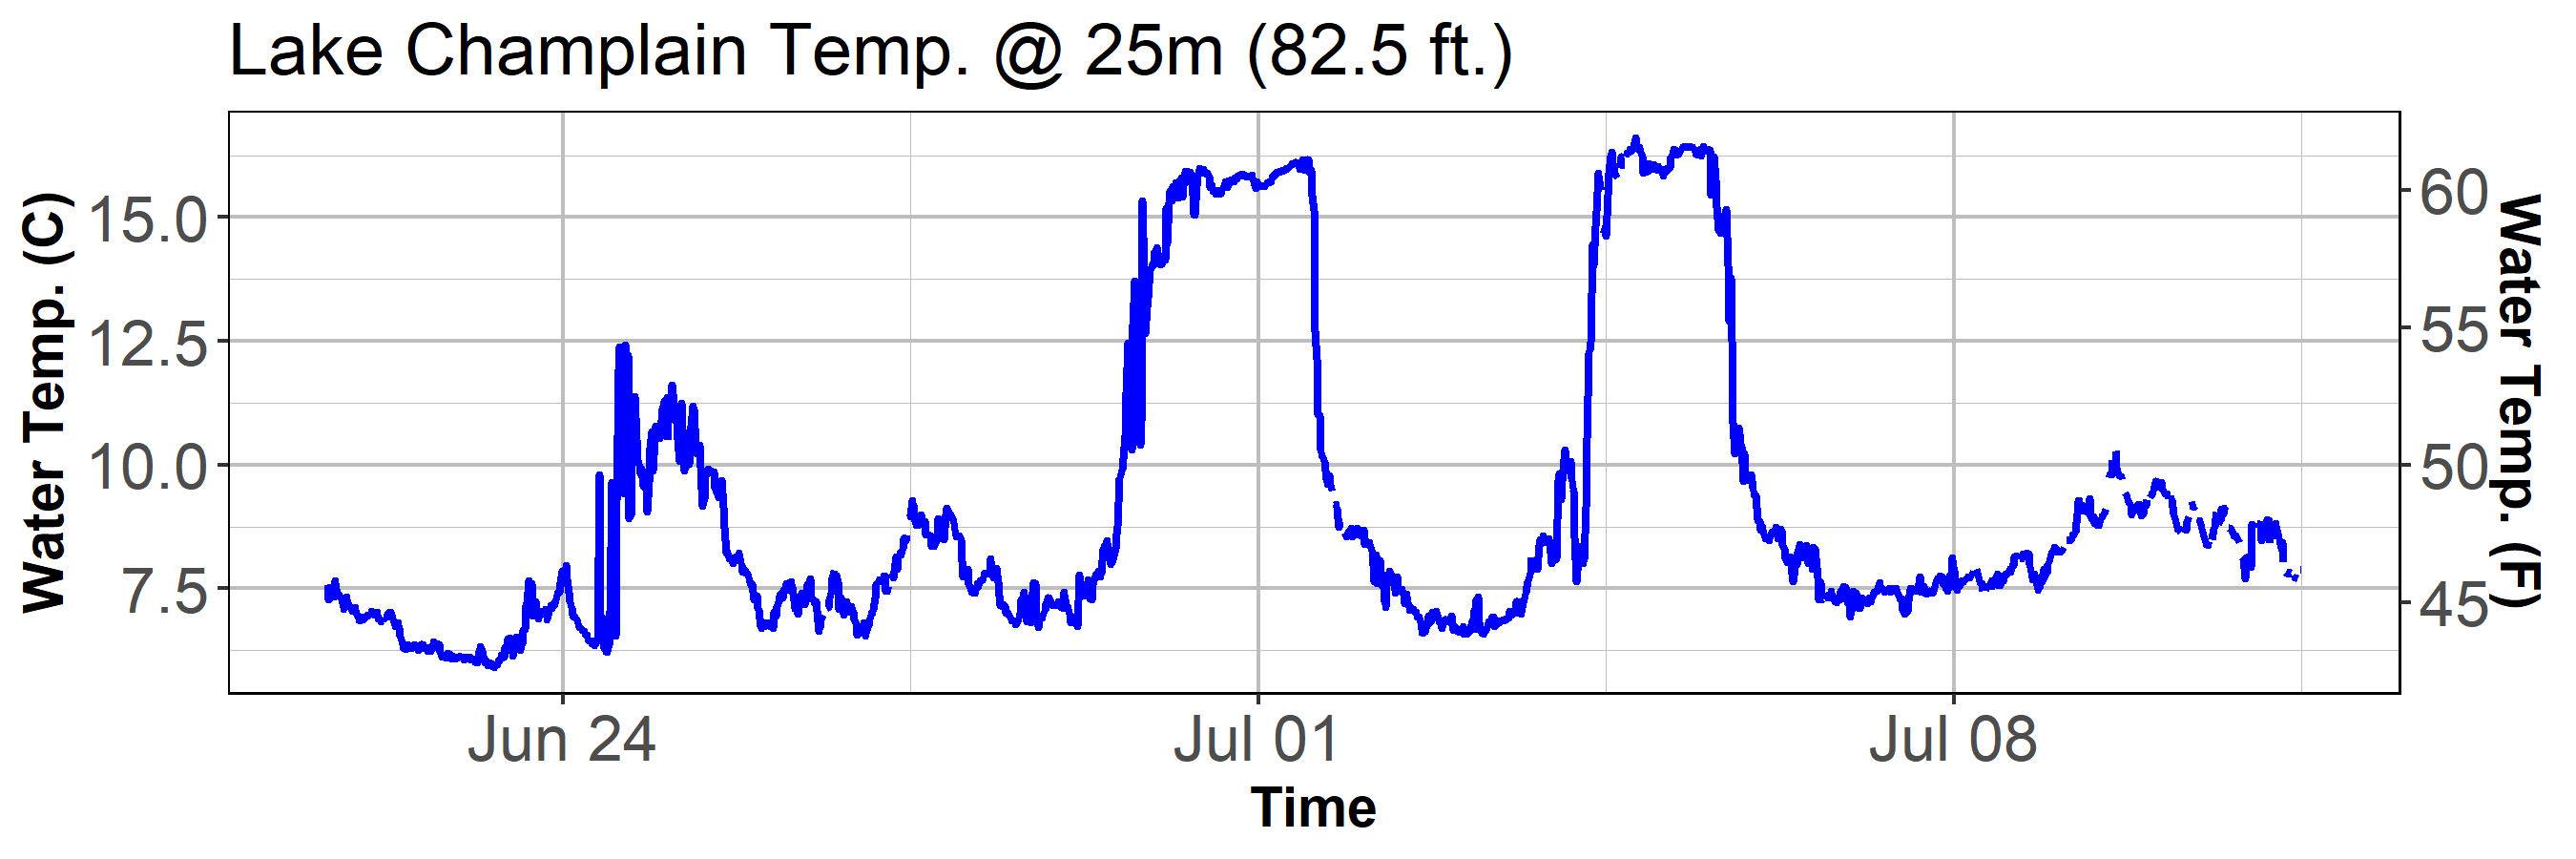 Lake Champlain Temp. @ 25m (82.5 ft.)
Water Temp. (C)
15.0
12.5
10.0
7.5
60
55
50
45
Water Temp. (F)
Jun 24
Jul 01
Jul 08
Time